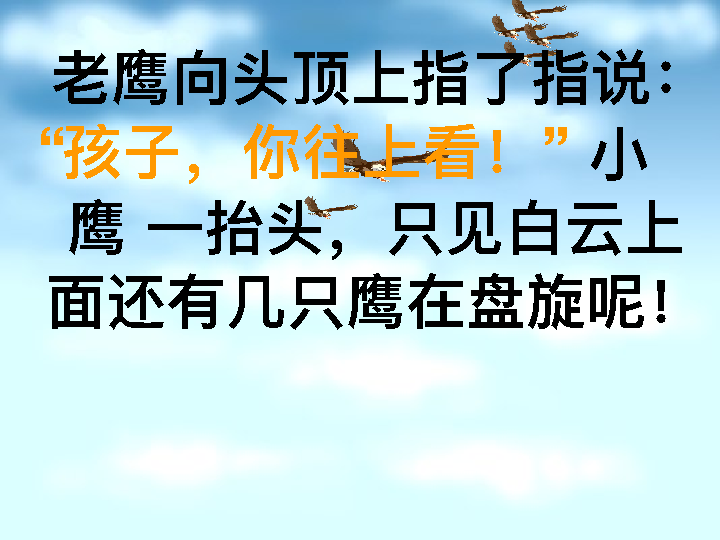 老鹰向头顶上指了指说：
“孩子，你往上看！”小
鹰 一抬头，只见白云上
面还有几只鹰在盘旋呢！